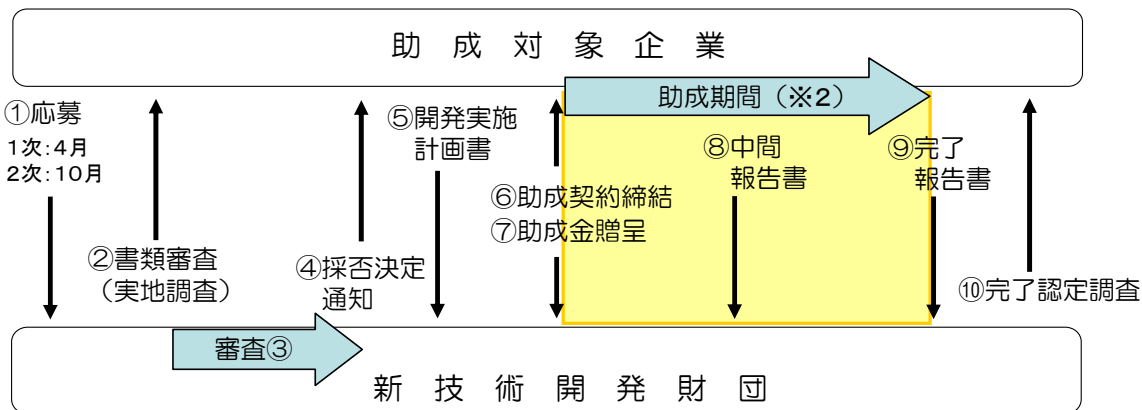 助成対象企業
助成期間（※2）
①応募
1次:4月
2次:10月
②書類審査
（実地調査）
審査③
④採否決定
通知
⑤開発実施
計画書
⑥助成契約締結
⑦助成金贈呈
⑧中間
報告書
⑨完了
報告書
⑩完了認定調査
新技術開発財団